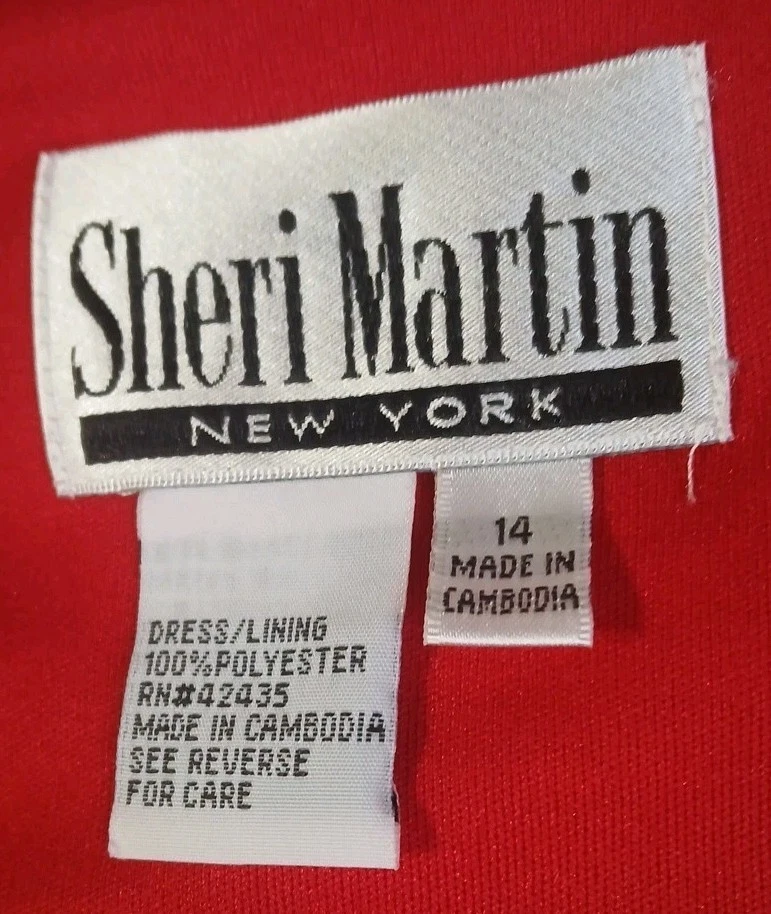 Sheri Martin
NEW YORK
14
MADE IN
CAMBODIA
DRESS/LINING
100%POLYESTER
RN#42435
MADE IN CAMBODIA
SEE REVERSE
FOR CARE